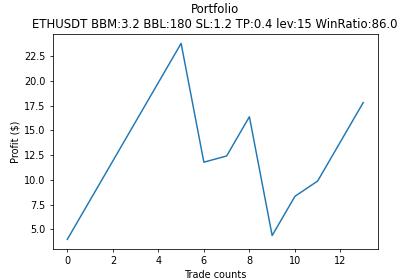 Portfolio
ETHUSDT BBM:3.2 BBL:180 SL:1.2 TP:0.4 lev:15 WinRatio:86.0
22.5
20.0
17.5
15.0
12.5
10.0
7.5
5.0
Profit ($)
0 2 4 6 8 10 12
Trade counts